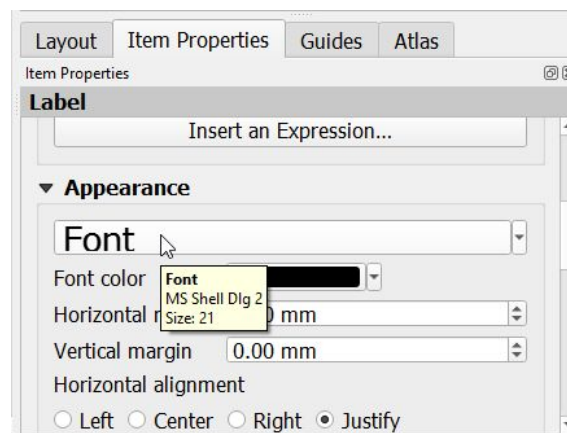 Layout Item Properties Guides Atlas
Item Properties
Label
Insert an Expression...
Appearance
Font
Font color
Font
MS Shell Dlg 2
Size: 21
Horizontal
mm
Vertical margin 0.00 mm
Horizontal alignment
Left Center Right Justify